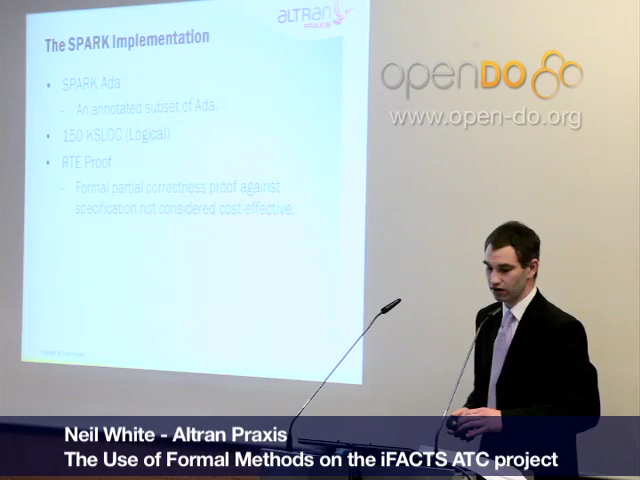 ALTRAN
PRAXIS
The SPARK Implementation
• SPARK Ada
- An annotated subset of Ada.
• 150 KSLOC (Logical)
• RTE Proof
- Formal partial correctness proof against
specification not considered cost-effective.
openDO
www.open-do.org
Neil White - Altran Praxis
The Use of Formal Methods on the iFACTS ATC project